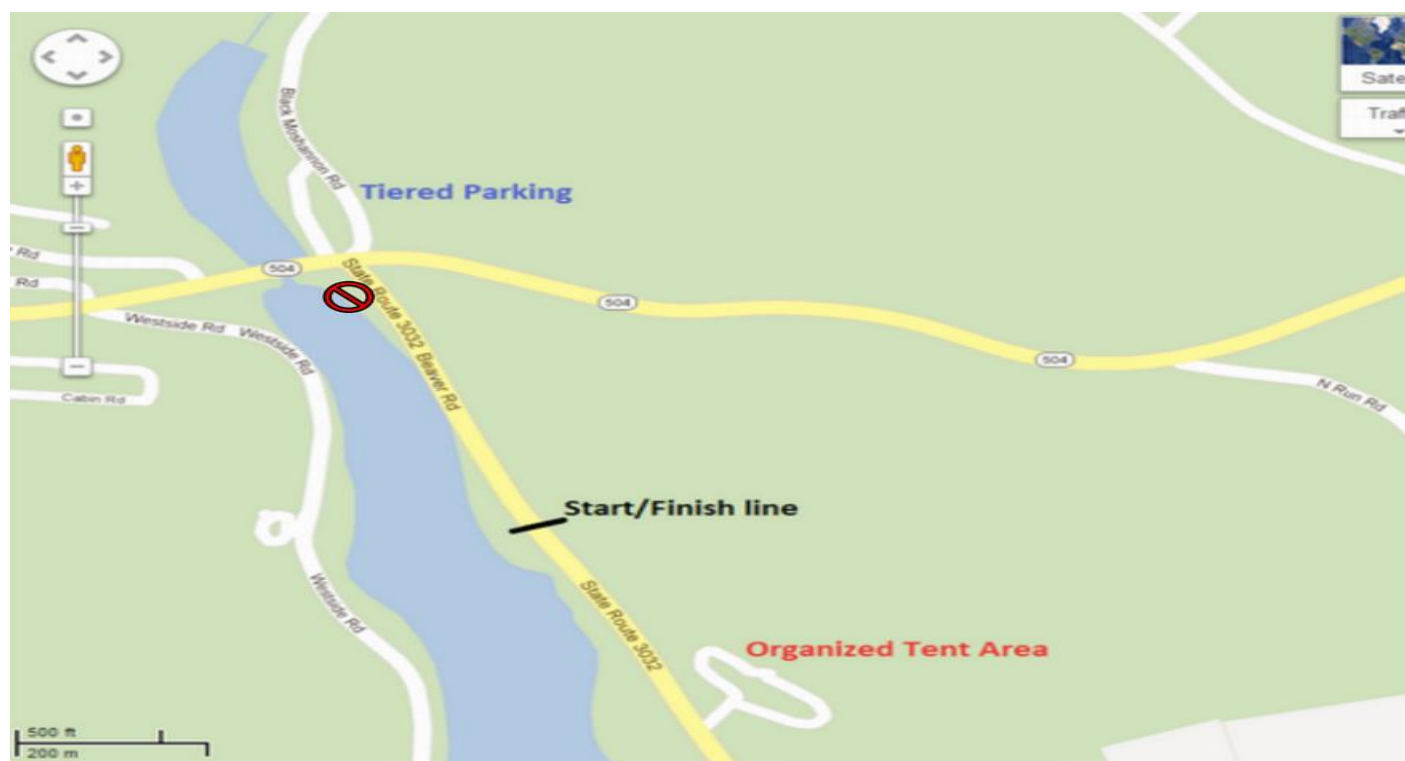 Sate
Traf
Black Moshannon Rd
Tiered Parking
Rd
504
State Route 3032 Beaver Rd
Rd
504
Westside Rd
Westside Rd
504
N Run Rd
Cabin Rd
Start/Finish line
Westside Rd
State Route 3032
Organized Tent Area
500 ft
200 m